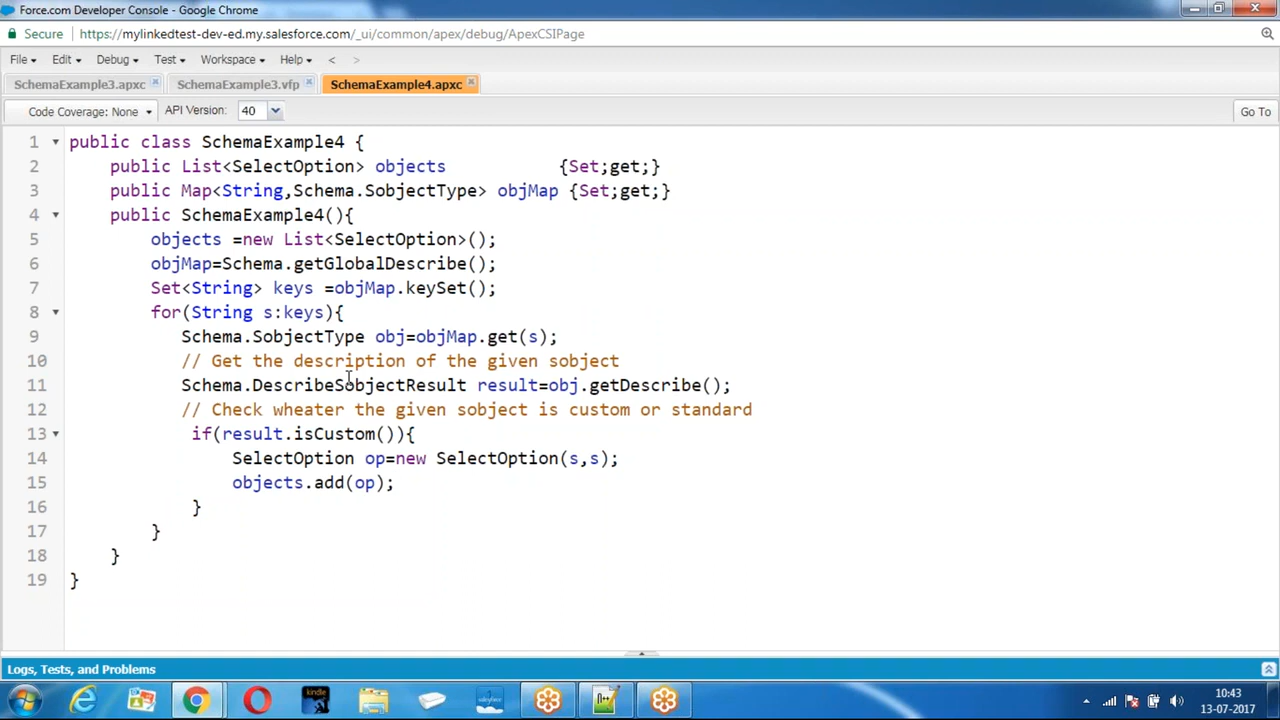 Force.com Developer Console - Google Chrome
Secure https://mylinkedtest-dev-ed.my.salesforce.com/_ui/common/apex/debug/ApexCSIPage
File Edit Debug Test Workspace Help < >
SchemaExample3.apxc SchemaExample3.vfp SchemaExample4.apxc
Code Coverage: None API Version: 40 Go To
1 public class SchemaExample4 {
2 public List<SelectOption> objects {Set;get;}
3 public Map<String,Schema.SobjectType> objMap {Set;get;}
4 public SchemaExample4(){
5 objects =new List<SelectOption>();
6 objMap=Schema.getGlobalDescribe();
7 Set<String> keys =objMap.keySet();
8 for(String s:keys){
9 Schema.SobjectType obj=objMap.get(s);
10 // Get the description of the given sobject
11 Schema.DescribeSobjectResult result=obj.getDescribe();
12 // Check wheater the given sobject is custom or standard
13 if(result.isCustom()){
14 SelectOption op=new SelectOption(s,s);
15 objects.add(op);
16 }
17 }
18 }
19 }
Logs, Tests, and Problems
kindle
salesforce
10:43
13-07-2017